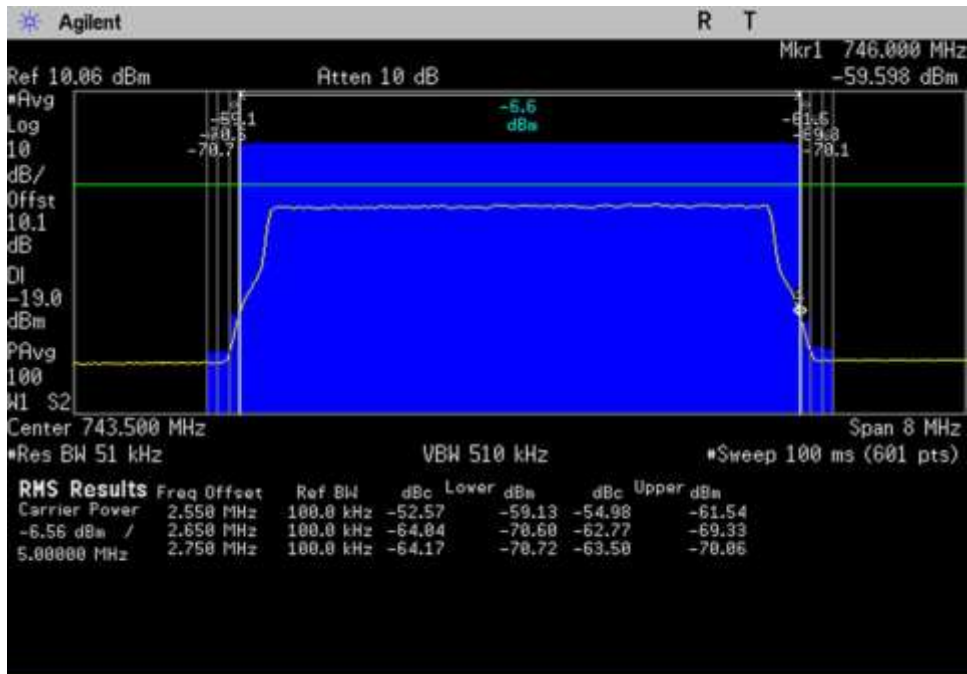 Agilent R T
Mkr1 746.000 MHz
Ref 10.06 dBm Atten 10 dB -59.598 dBm
#Avg
Log
10
dB/
Offst
10.1
dB
DI
-19.0
dBm
PAvg
100
W1 S2
-6.6
dBm
-59.1
-70.7
-61.5
-70.1
Center 743.500 MHz Span 8 MHz
#Res BW 51 kHz VBW 510 kHz #Sweep 100 ms (601 pts)
RMS Results Freq Offset Ref BW dBc Lower dBm dBc Upper dBm
Carrier Power 2.550 MHz 100.0 kHz -52.57 -59.13 -54.98 -61.54
-6.56 dBm / 2.650 MHz 100.0 kHz -64.04 -70.60 -62.77 -69.33
5.00000 MHz 2.750 MHz 100.0 kHz -64.17 -70.72 -63.50 -70.06